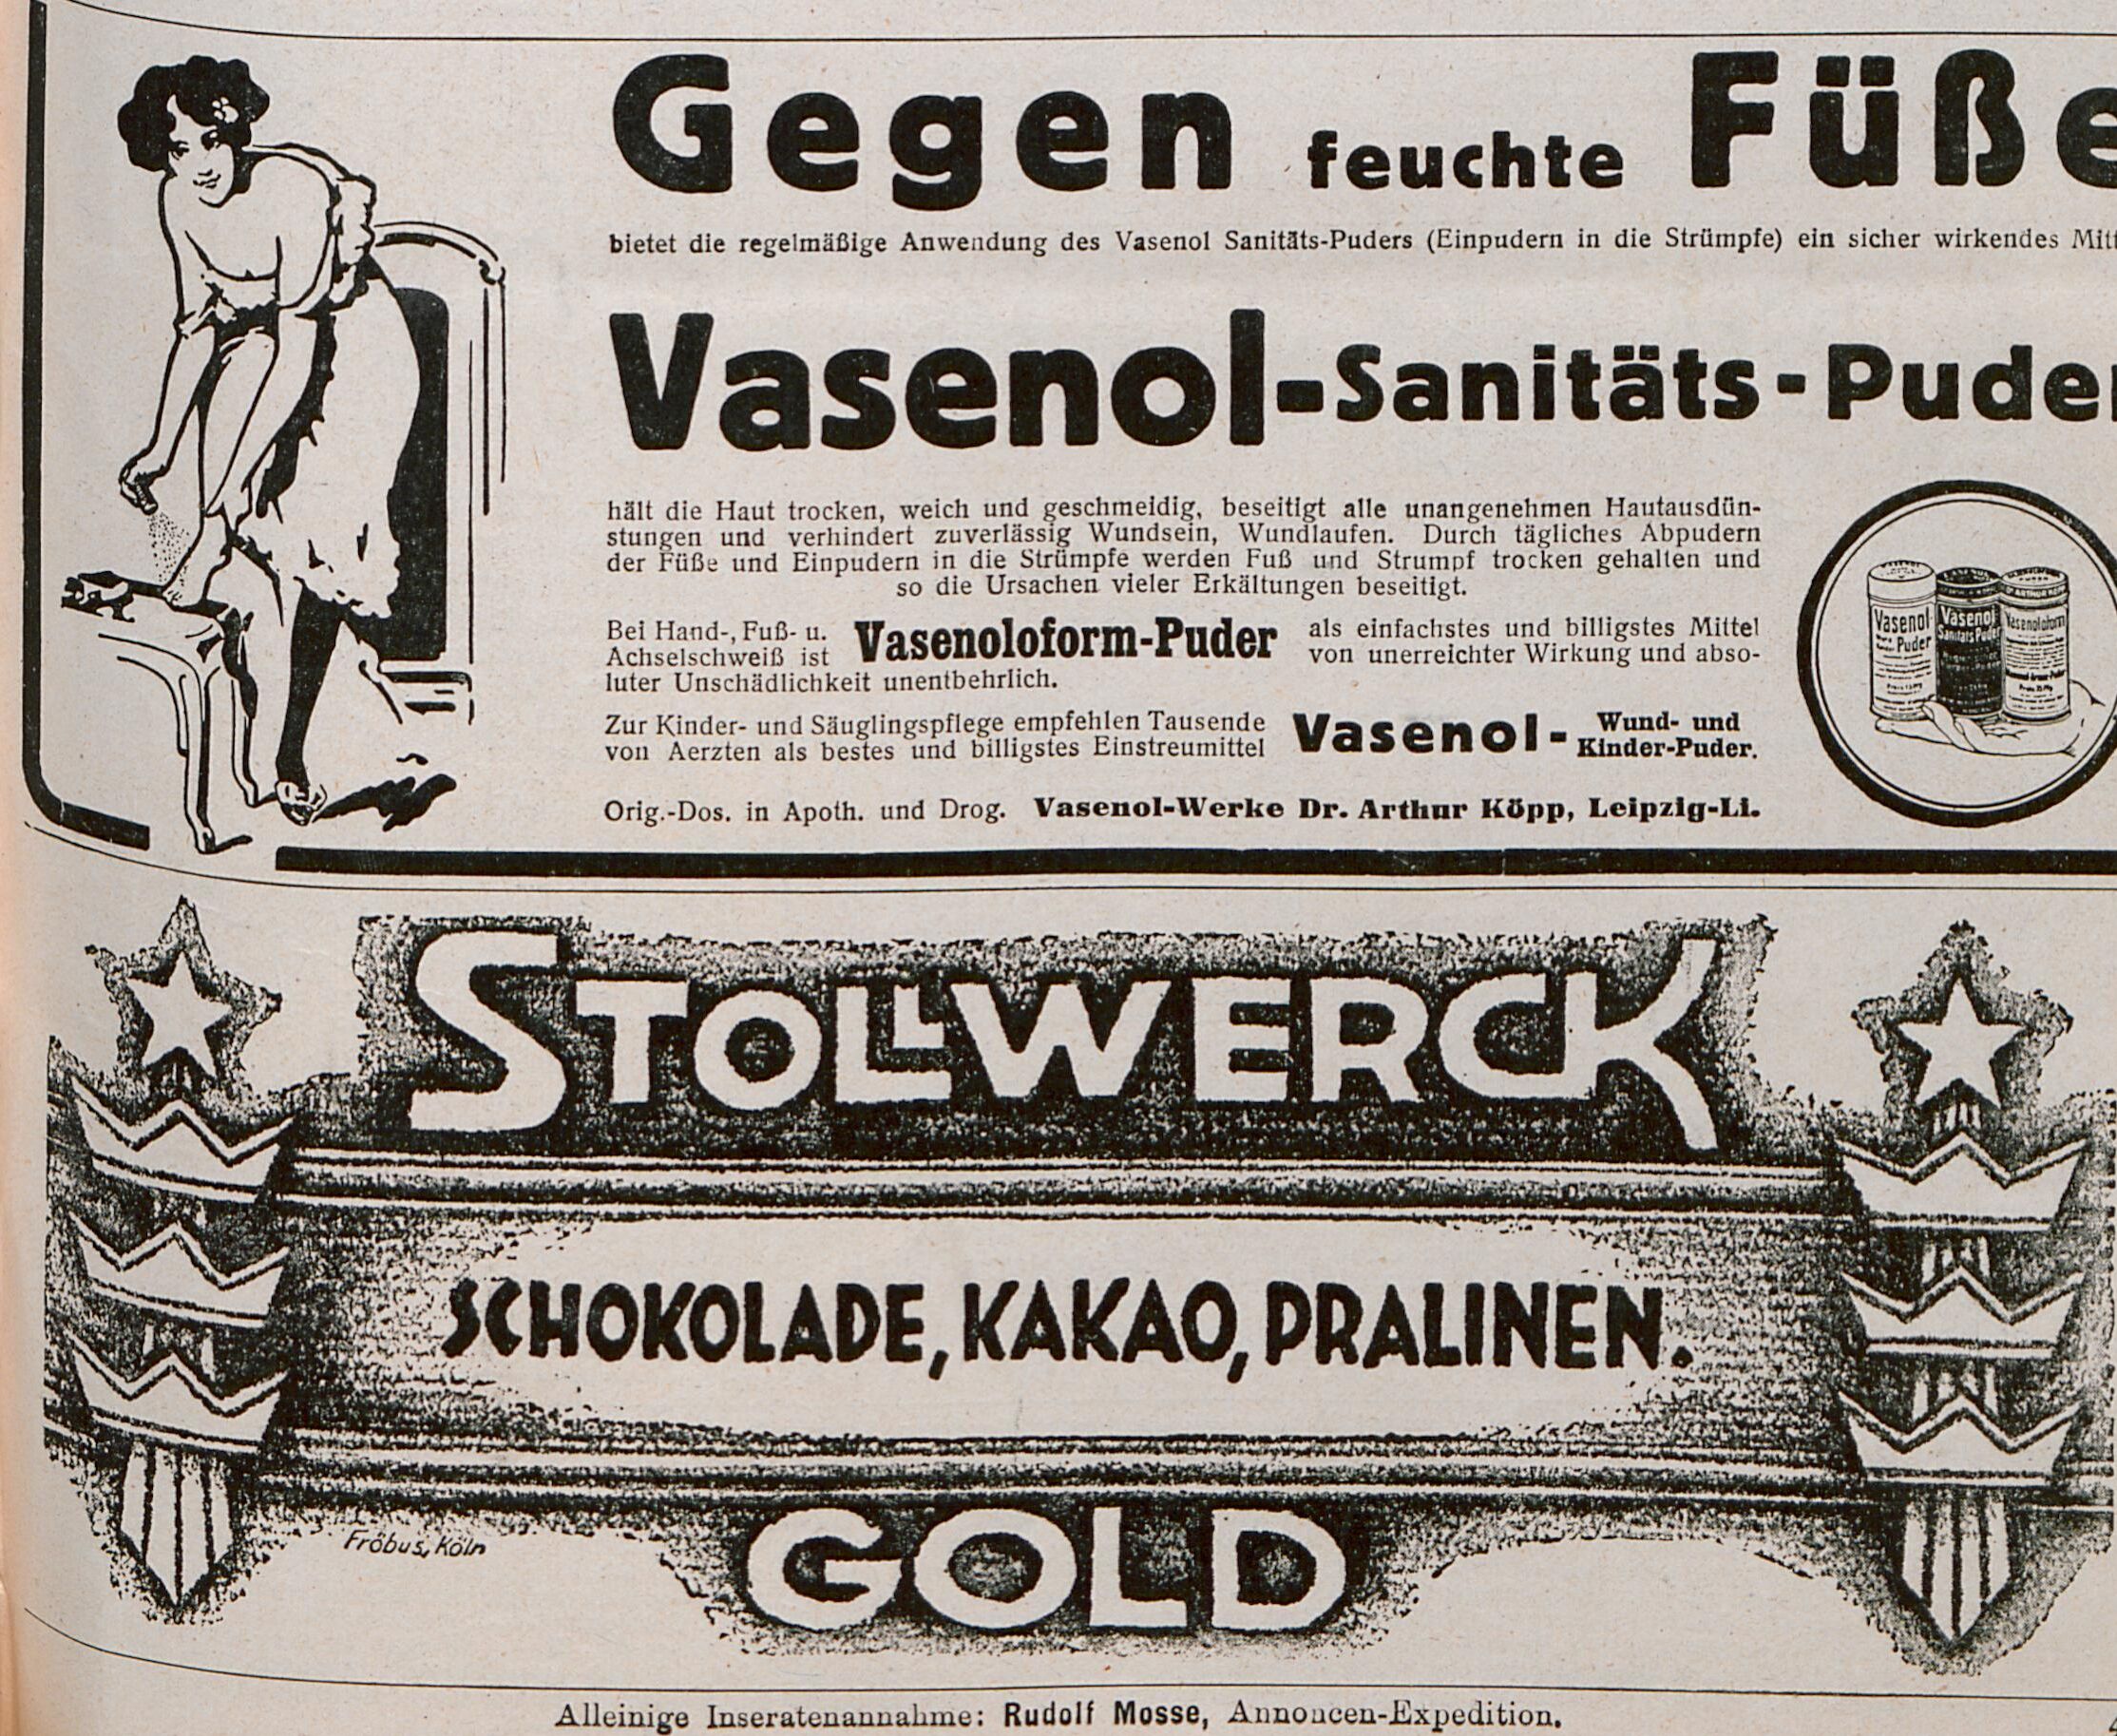 Gegen feuchte Füße
bietet die regelmäßige Anwendung des Vasenol Sanitäts-Puders (Einpudern in die Strümpfe) ein sicher wirkendes Mitt
Vasenol-Sanitäts-Puder
hält die Haut trocken, weich und geschmeidig, beseitigt alle unangenehmen Hautausdün-
stungen und verhindert zuverlässig Wundsein, Wundlaufen. Durch tägliches Abpudern
der Füße und Einpudern in die Strümpfe werden Fuß und Strumpf trocken gehalten und
so die Ursachen vieler Erkältungen beseitigt.
Bei Hand-, Fuß- u. Achselschweiß ist Vasenoloform-Puder als einfachstes und billigstes Mittel
von unerreichter Wirkung und abso-
luter Unschädlichkeit unentbehrlich.
Zur Kinder- und Säuglingspflege empfehlen Tausende
von Aerzten als bestes und billigstes Einstreumittel
Vasenol- Wund- und
Kinder-Puder.
Orig.-Dos. in Apoth. und Drog. Vasenol-Werke Dr. Arthur Köpp, Leipzig-Li.
Vasenol
Puder
Vasenol
Sanitäts Puder
Vasenoloform
STOLLWERCK
SCHOKOLADE, KAKAO, PRALINEN.
GOLD
Fröbus, Köln
Alleinige Inseratenannahme: Rudolf Mosse, Annoncen-Expedition.